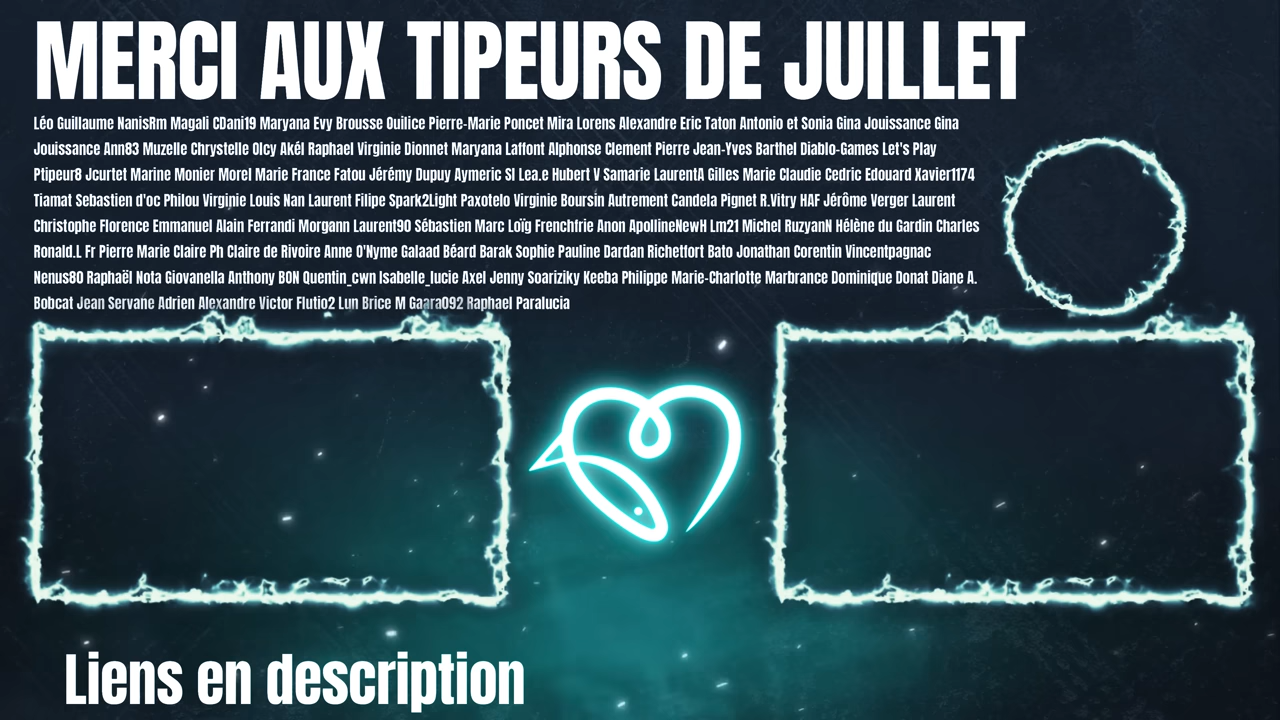 MERCI AUX TIPEURS DE JUILLET
Léo Guillaume NanisRm Magali CDani19 Maryana Evy Brousse Ouilice Pierre-Marie Poncet Mira Lorens Alexandre Eric Taton Antonio et Sonia Gina Jouissance Gina
Jouissance Ann83 Muzelle Chrystelle Olcy Akél Raphael Virginie Dionnet Maryana Laffont Alphonse Clement Pierre Jean-Yves Barthel Diablo-Games Let's Play
Ptipeur8 Jcurtet Marine Monier Morel Marie France Fatou Jérémy Dupuy Aymeric Sl Lea.e Hubert V Samarie LaurentA Gilles Marie Claudie Cedric Edouard Xavier1174
Tiamat Sebastien d'oc Philou Virginie Louis Nan Laurent Filipe Spark2Light Paxotelo Virginie Boursin Autrement Candela Pignet R.Vitry HAF Jérôme Verger Laurent
Christophe Florence Emmanuel Alain Ferrandi Morgann Laurent90 Sébastien Marc Loïg Frenchfrie Anon ApollineNewH Lm21 Michel RuzyanN Hélène du Gardin Charles
Ronald.L Fr Pierre Marie Claire Ph Claire de Rivoire Anne O'Nyme Galaad Béard Barak Sophie Pauline Dardan Richetfort Bato Jonathan Corentin Vincentpagnac
Nenus80 Raphaël Nota Giovanella Anthony BON Quentin_cwn Isabelle_lucie Axel Jenny Soariziky Keeba Philippe Marie-Charlotte Marbrance Dominique Donat Diane A.
Bobcat Jean Servane Adrien Alexandre Victor Flutio2 Lun Brice M Gaara092 Raphael Paralucia
Liens en description